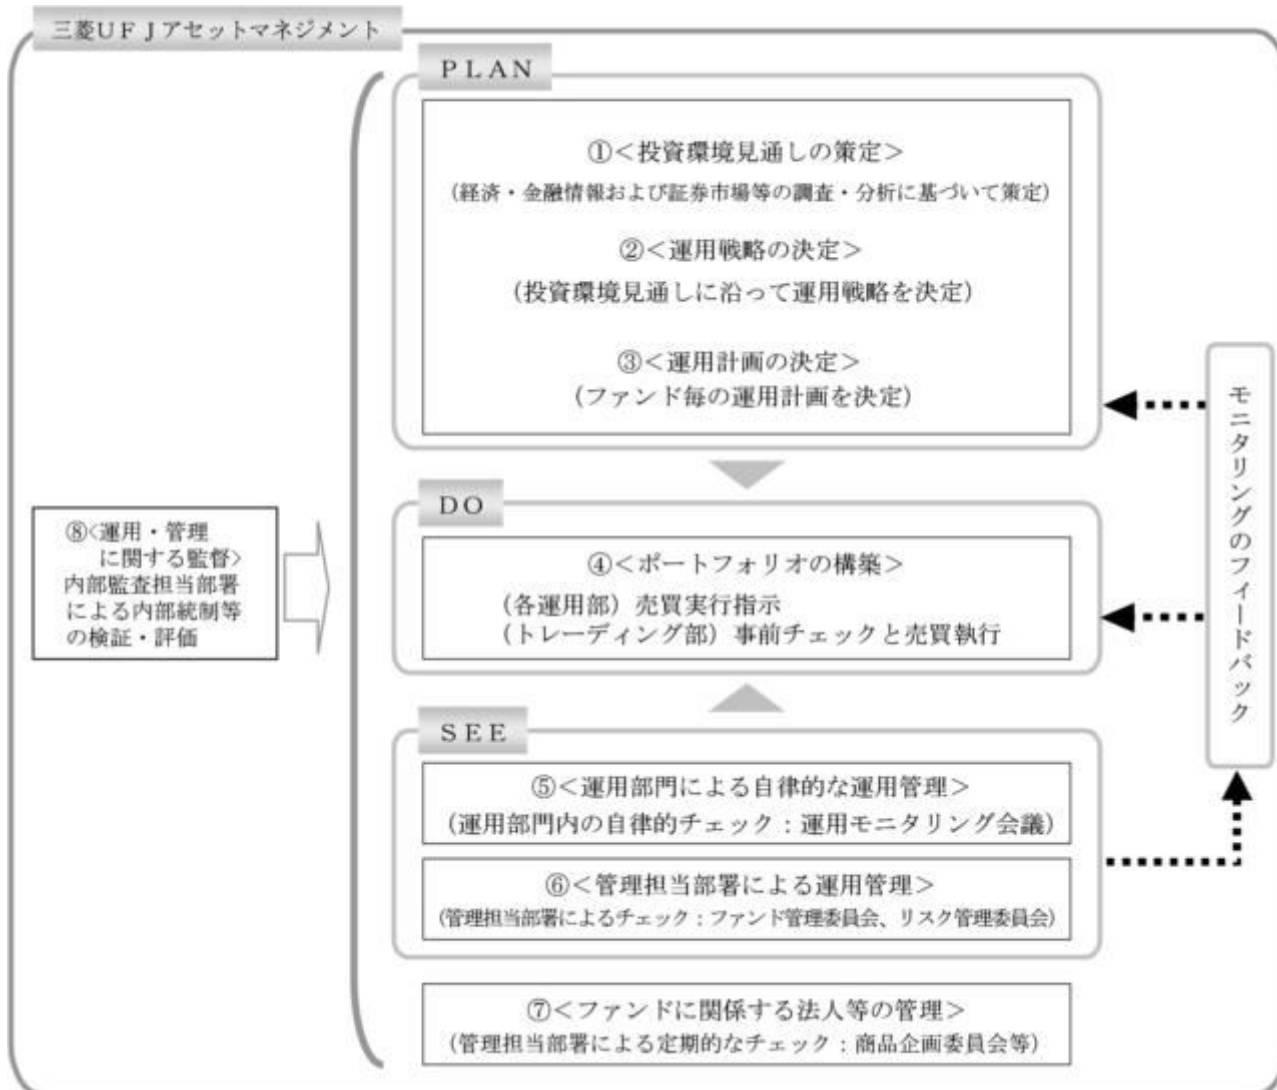 三菱ＵＦＪアセットマネジメント
ＰＬＡＮ
①＜投資環境見通しの策定＞
（経済・金融情報および証券市場等の調査・分析に基づいて策定）
②＜運用戦略の決定＞
（投資環境見通しに沿って運用戦略を決定）
③＜運用計画の決定＞
（ファンド毎の運用計画を決定）
ＤＯ
④＜ポートフォリオの構築＞
（各運用部）売買実行指示
（トレーディング部）事前チェックと売買執行
ＳＥＥ
⑤＜運用部門による自律的な運用管理＞
（運用部門内の自律的チェック：運用モニタリング会議）
⑥＜管理担当部署による運用管理＞
（管理担当部署によるチェック：ファンド管理委員会、リスク管理委員会）
⑦＜ファンドに関係する法人等の管理＞
（管理担当部署による定期的なチェック：商品企画委員会等）
⑧＜運用・管理
に関する監督＞
内部監査担当部署
による内部統制等
の検証・評価
モニタリングのフィードバック